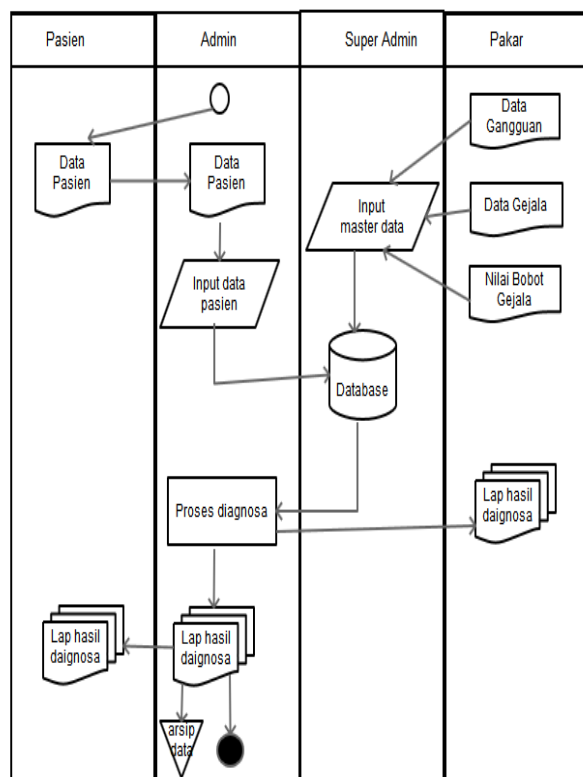 Pasien
Admin
Super Admin
Pakar
Data
Gangguan
Data
Pasien
Data
Pasien
Input
master data
Data Gejala
Input data
pasien
Nilai Bobot
Gejala
Database
Proses diagnosa
Lap hasil
daignosa
Lap hasil
daignosa
Lap hasil
daignosa
arsip
data